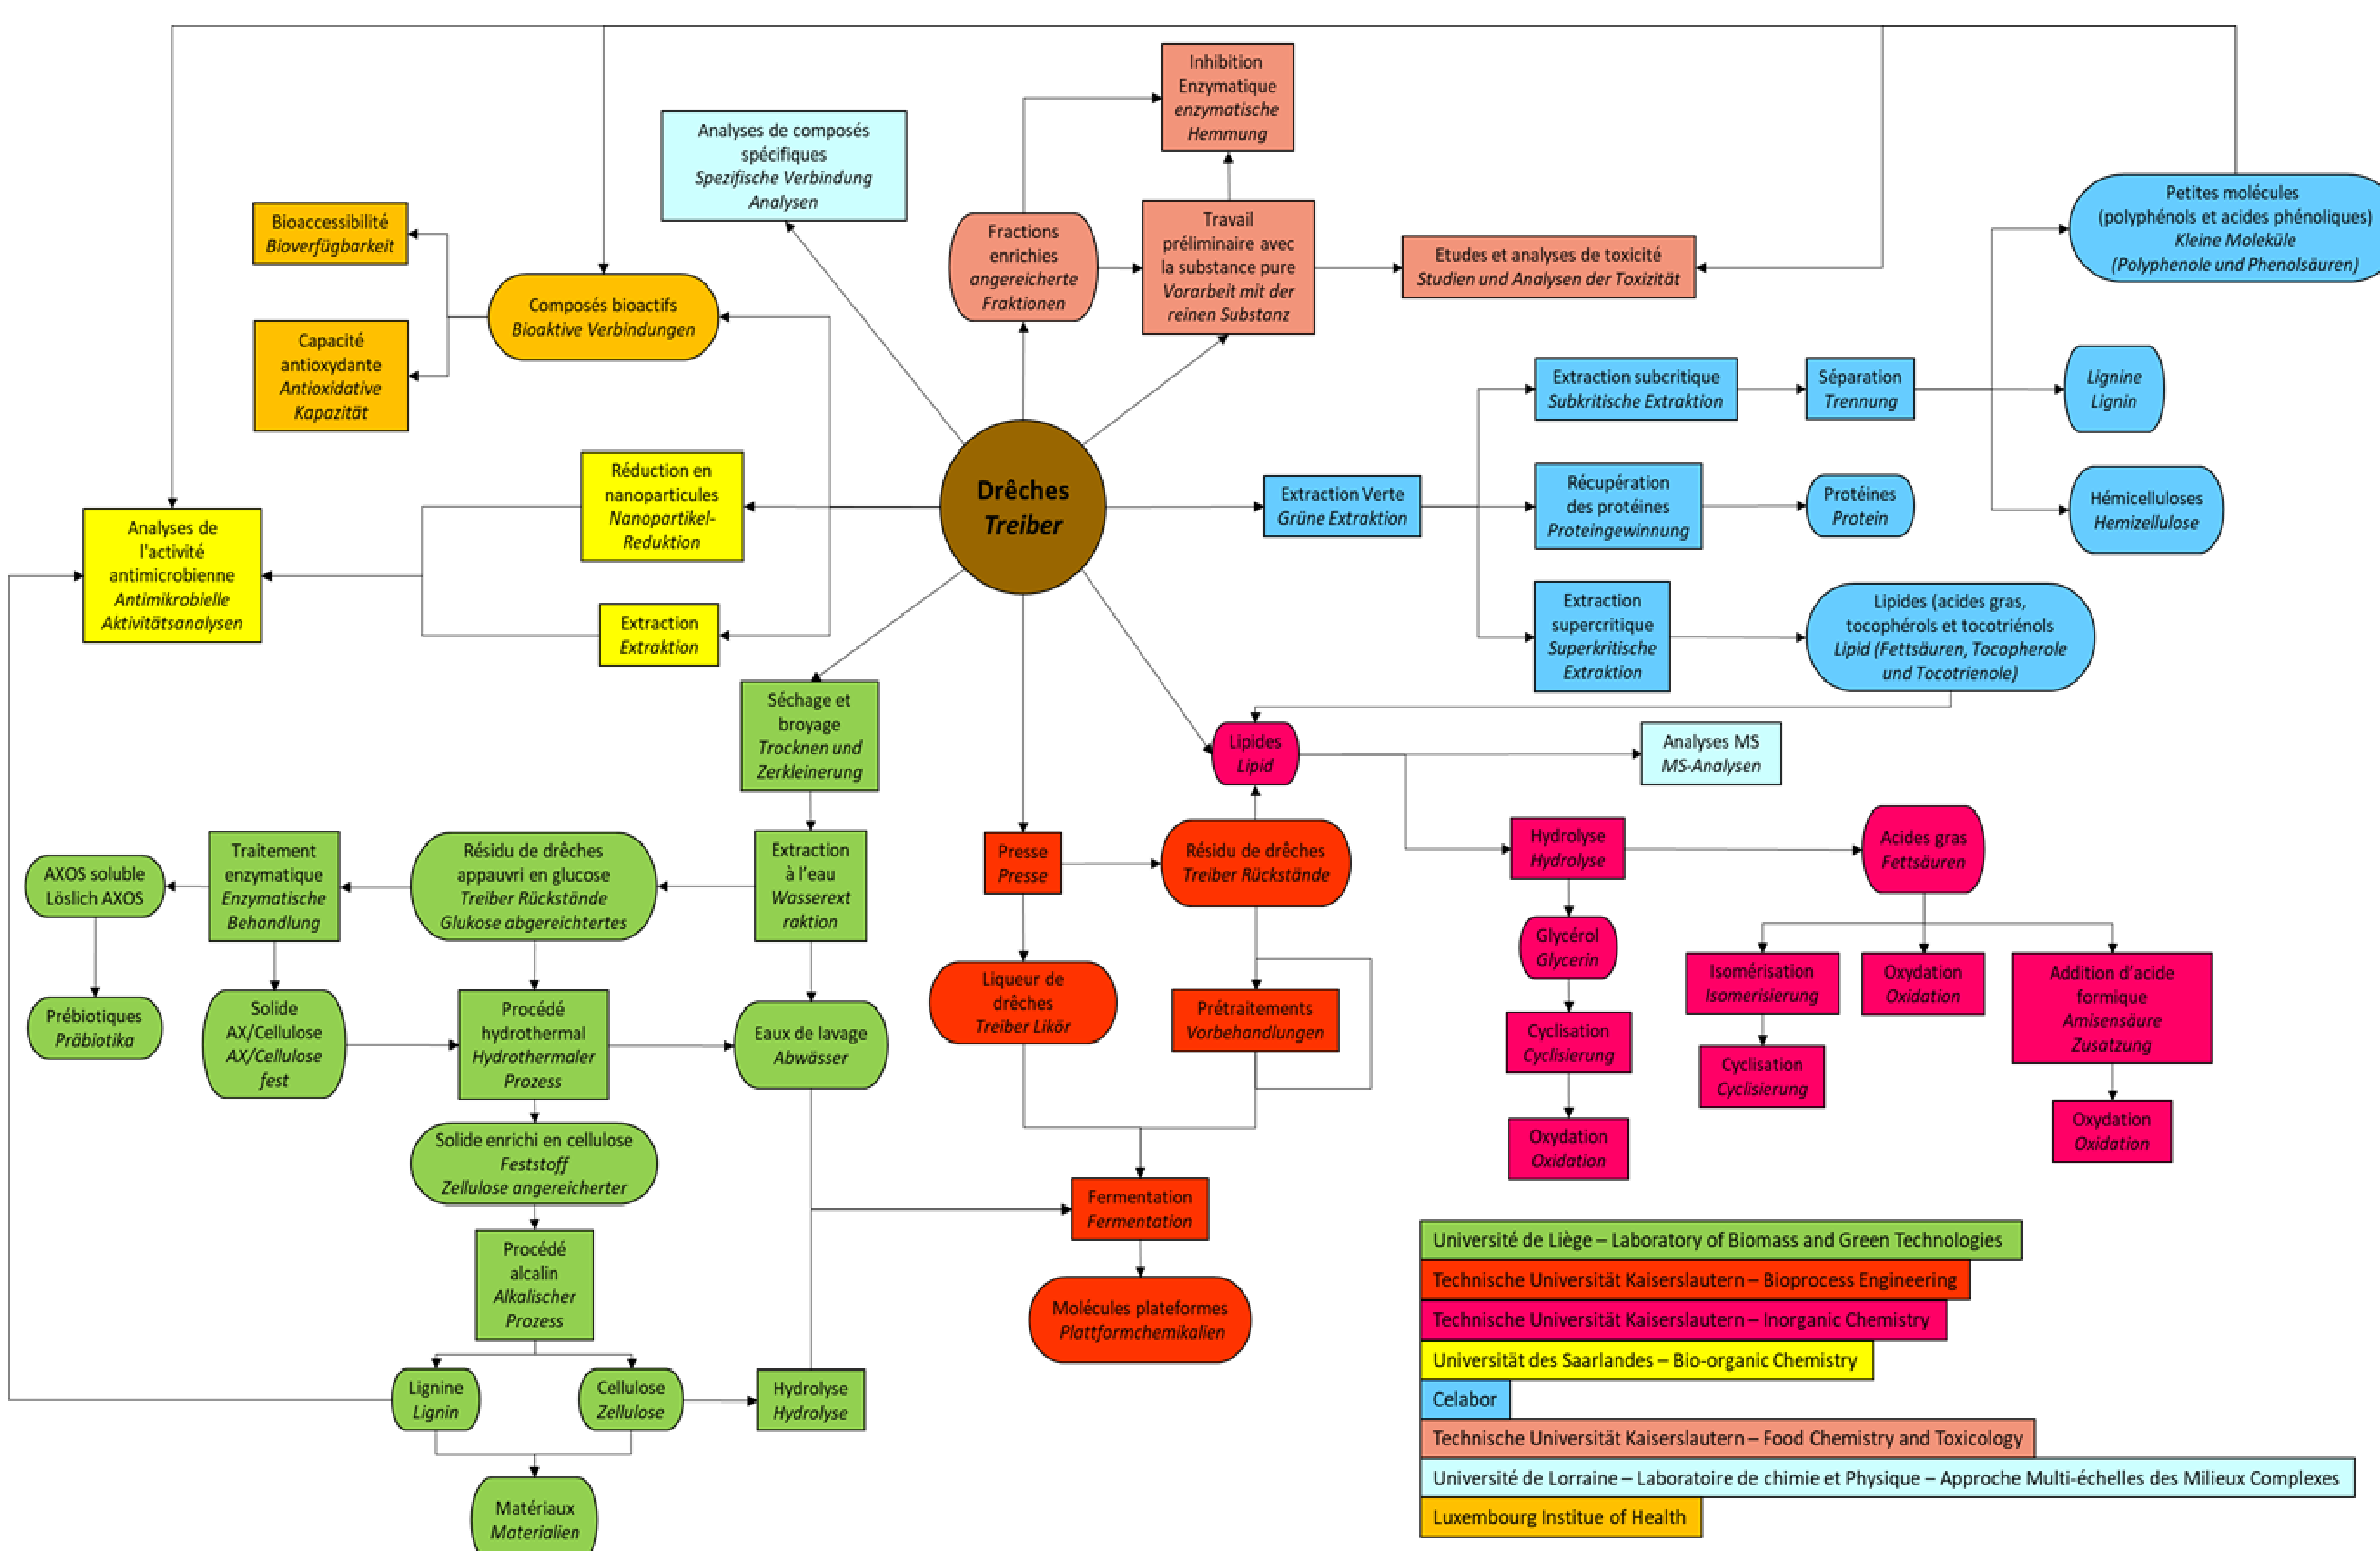 Inhibition
Enzymatique
enzymatische
Hemmung
Analyses de composés
spécifiques
Spezifische Verbindung
Analysen
Petites molécules
(polyphénols et acides phénoliques)
Kleine Moleküle
(Polyphenole und Phenolsäuren)
Bioaccessibilité
Bioverfügbarkeit
Fractions
enrichies
angereicherte
Fraktionen
Travail
préliminaire avec
la substance pure
Vorarbeit mit der
reinen Substanz
Etudes et analyses de toxicité
Studien und Analysen der Toxizität
Composés bioactifs
Bioaktive Verbindungen
Capacité
antioxydante
Antioxidative
Kapazität
Extraction subcritique
Subkritische Extraktion
Séparation
Trennung
Lignine
Lignin
Réduction en
nanoparticules
Nanopartikel-
Reduktion
Drêches
Treiber
Extraction Verte
Grüne Extraktion
Récupération
des protéines
Proteingewinnung
Protéines
Protein
Hémicelluloses
Hemizellulose
Analyses de
l'activité
antimicrobienne
Antimikrobielle
Aktivitätsanalysen
Extraction
Extraktion
Extraction
supercritique
Superkritische
Extraktion
Lipides (acides gras,
tocophérols et tocotriénols
Lipid (Fettsäuren, Tocopherole
und Tocotrienole)
Séchage et
broyage
Trocknen und
Zerkleinerung
Lipides
Lipid
Analyses MS
MS-Analysen
AXOS soluble
Löslich AXOS
Traitement
enzymatique
Enzymatische
Behandlung
Résidu de drêches
appauvri en glucose
Treiber Rückstände
Glukose abgereichertes
Extraction
à l'eau
Wasserext
raktion
Presse
Presse
Résidu de drêches
Treiber Rückstände
Hydrolyse
Hydrolyse
Acides gras
Fettsäuren
Glycérol
Glycerin
Prébiotiques
Präbiotika
Solide
AX/Cellulose
AX/Cellulose
fest
Procédé
hydrothermal
Hydrothermaler
Prozess
Eaux de lavage
Abwässer
Liqueur de
drêches
Treiber Likör
Prétraitements
Vorbehandlungen
Isomérisation
Isomerisierung
Oxydation
Oxidation
Addition d'acide
formique
Amisensäure
Zusatzung
Cyclisation
Cyclisierung
Cyclisation
Cyclisierung
Oxydation
Oxidation
Oxydation
Oxidation
Solide enrichi en cellulose
Feststoff
Zellulose angereicherter
Fermentation
Fermentation
Procédé
alcalin
Alkalischer
Prozess
Molécules plateformes
Plattformchemikalien
Lignine
Lignin
Cellulose
Zellulose
Hydrolyse
Hydrolyse
Matériaux
Materialien
Université de Liège – Laboratory of Biomass and Green Technologies
Technische Universität Kaiserslautern – Bioprocess Engineering
Technische Universität Kaiserslautern – Inorganic Chemistry
Universität des Saarlandes – Bio-organic Chemistry
Celabor
Technische Universität Kaiserslautern – Food Chemistry and Toxicology
Université de Lorraine – Laboratoire de chimie et Physique – Approche Multi-échelles des Milieux Complexes
Luxembourg Institue of Health